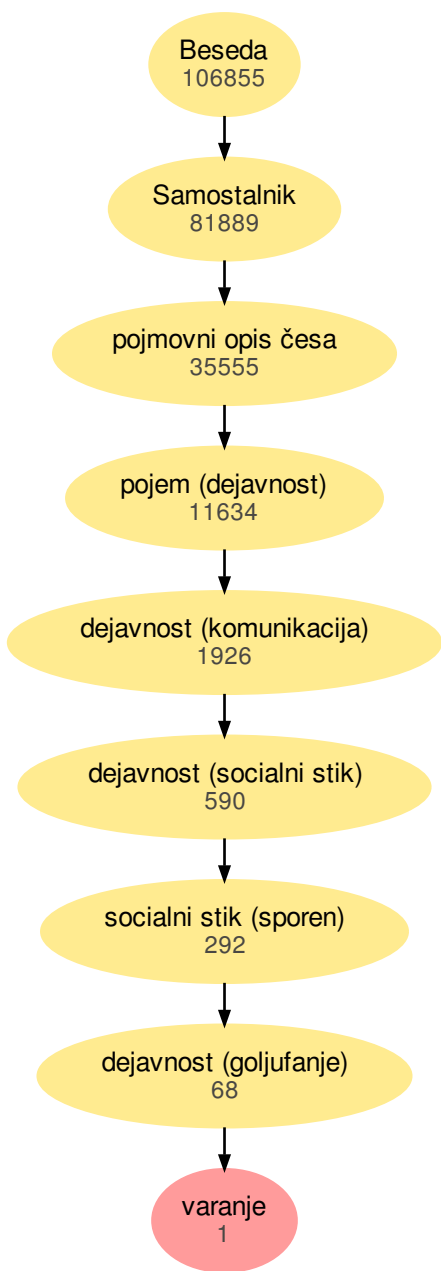 Beseda
106855
Samostalnik
81889
pojmovni opis česa
35555
pojem (dejavnost)
11634
dejavnost (komunikacija)
1926
dejavnost (socialni stik)
590
socialni stik (sporen)
292
dejavnost (goljufanje)
68
varanje
1